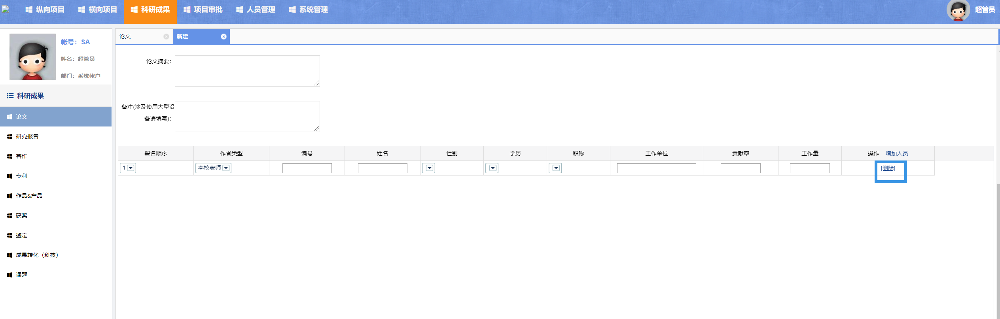 纵向项目 横向项目 科研成果 项目审批 人员管理 系统管理 超管员
帐号：SA
姓名：超管员
部门：系统帐户
科研成果
论文
研究报告
著作
专利
作品&产品
获奖
鉴定
成果转化（科技）
课题
论文 新建
论文摘要：
备注(涉及使用大型设
备请填写)：
署名顺序 作者类型 编号 姓名 性别 学历 职称 工作单位 贡献率 工作量 操作 增加人员
1 本校老师 [删除]